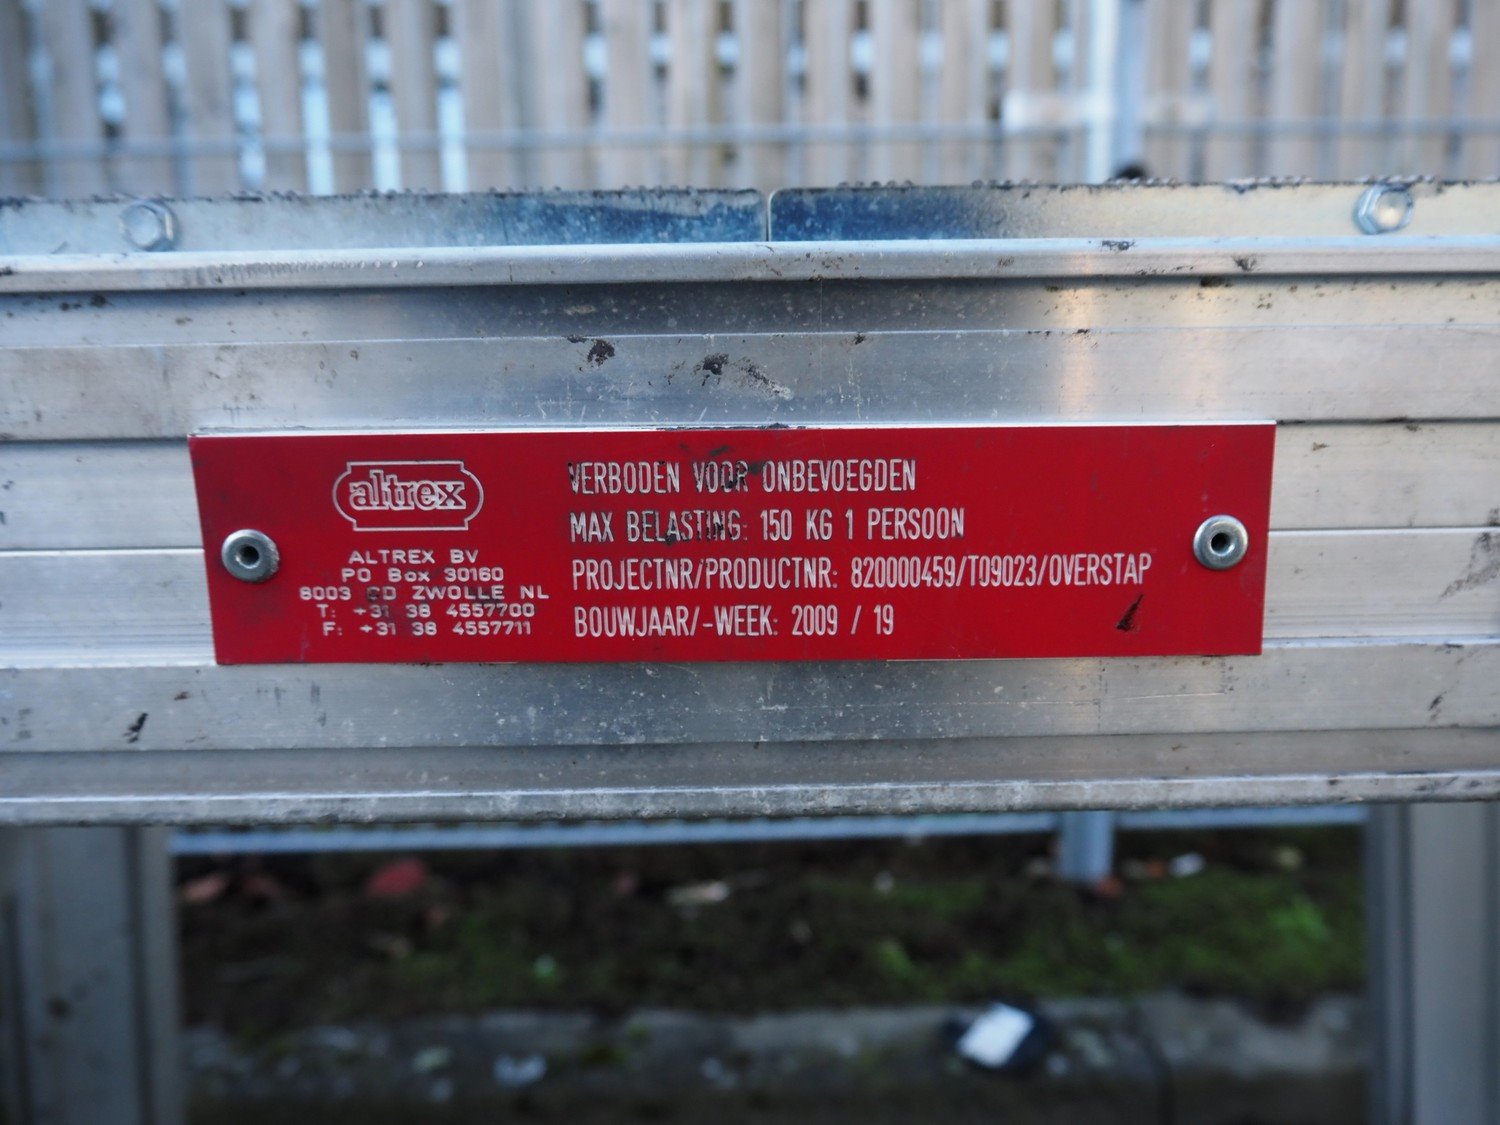 altrex
ALTREX BV
PO Box 30160
8003 CD ZWOLLE NL
T: +31 38 4557700
F: +31 38 4557711
VERBODEN VOOR ONBEVOEGDEN
MAX BELASTING: 150 KG 1 PERSOON
PROJECTNR/PRODUCTNR: 820000459/T09023/OVERSTAP
BOUWJAAR/-WEEK: 2009 / 19